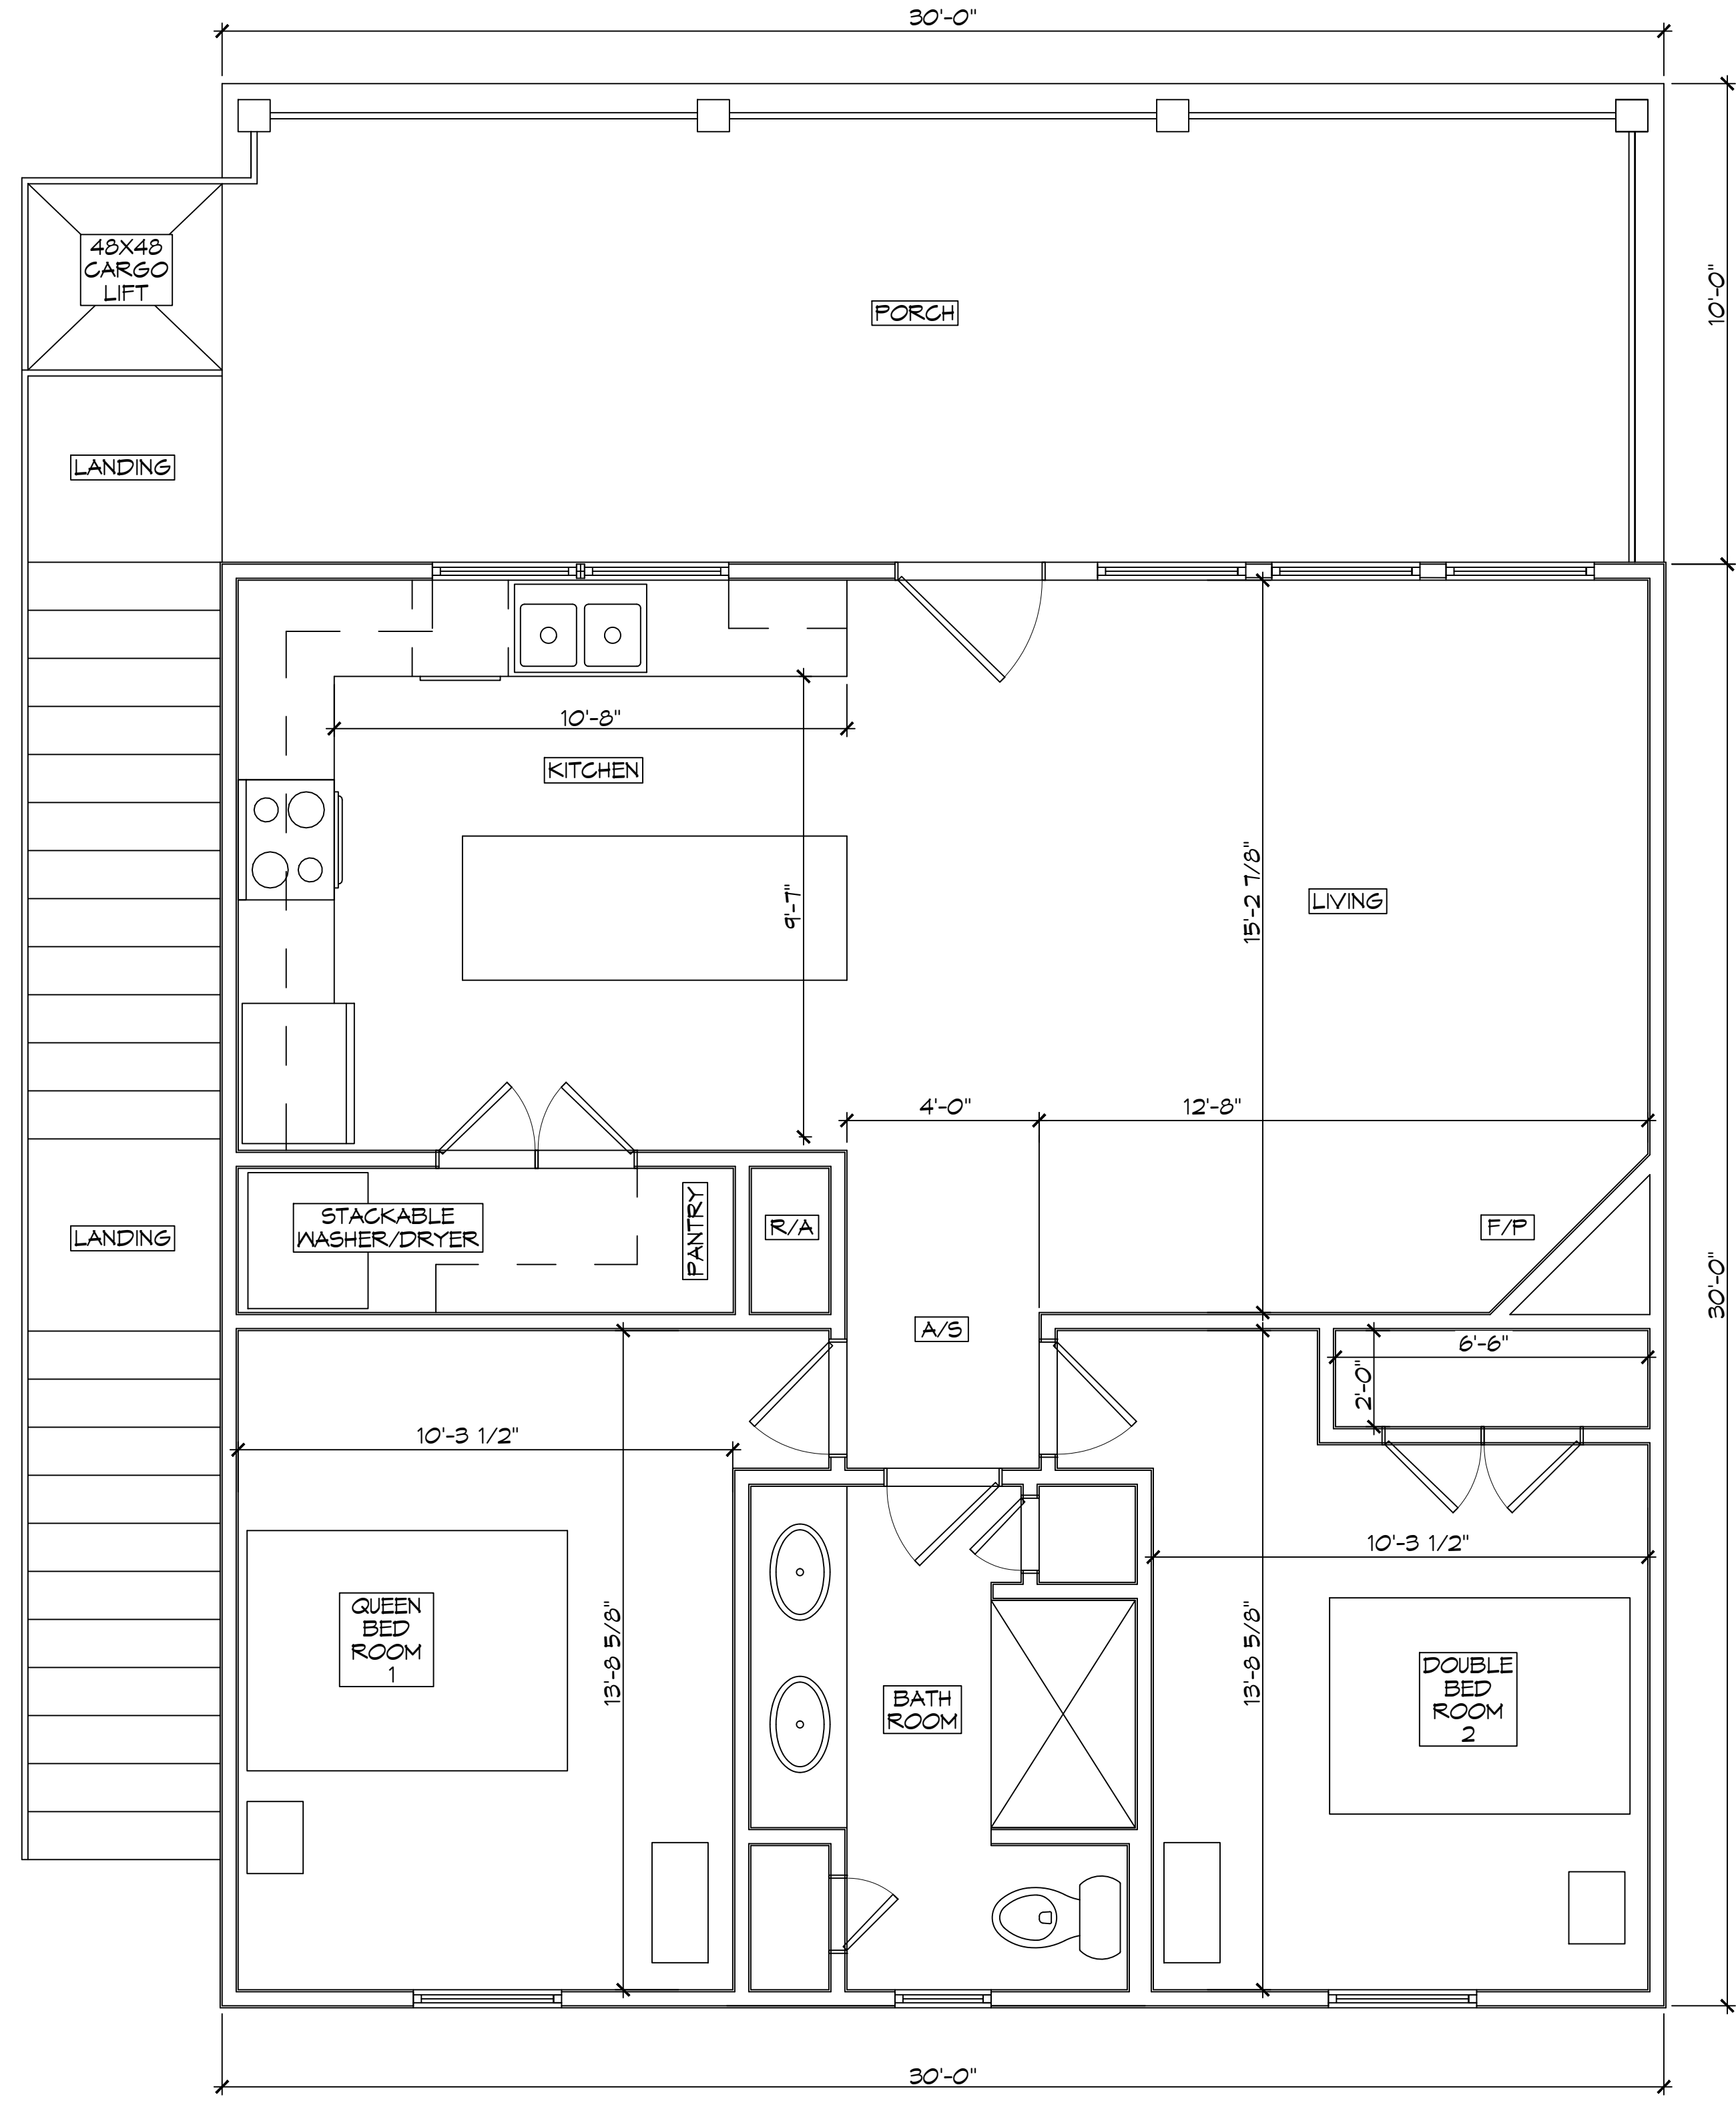 30'-0"
48X48
CARGO
LIFT
PORCH
10'-0"
LANDING
10'-8"
KITCHEN
9'-7"
15'-2 7/8"
LIVING
4'-0"
12'-8"
STACKABLE
WASHER/DRYER
PANTRY
R/A
F/P
LANDING
30'-0"
A/S
6'-6"
2'-0"
10'-3 1/2"
10'-3 1/2"
QUEEN
BED
ROOM
1
13'-8 5/8"
BATH
ROOM
13'-8 5/8"
DOUBLE
BED
ROOM
2
30'-0"